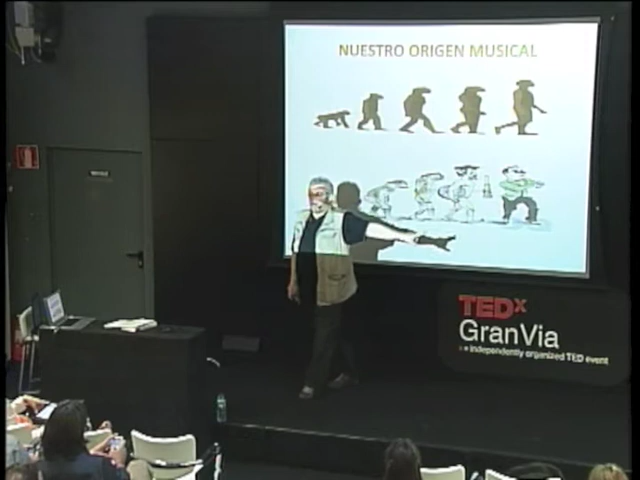 NUESTRO ORIGEN MUSICAL
TEDx
GranVia
x = independently organized TED event